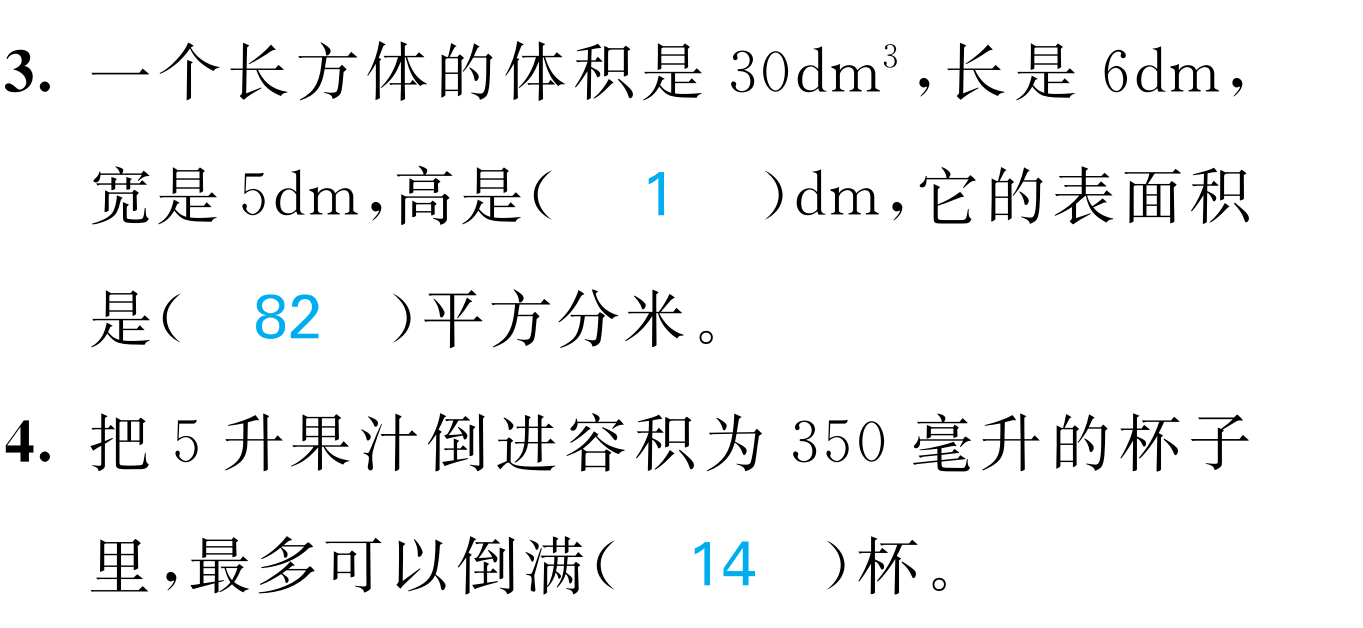 3. 一个长方体的体积是 30dm³,长是 6dm,
宽是 5dm,高是( 1 )dm,它的表面积
是( 82 )平方分米。
4. 把 5 升果汁倒进容积为 350 毫升的杯子
里,最多可以倒满( 14 )杯。